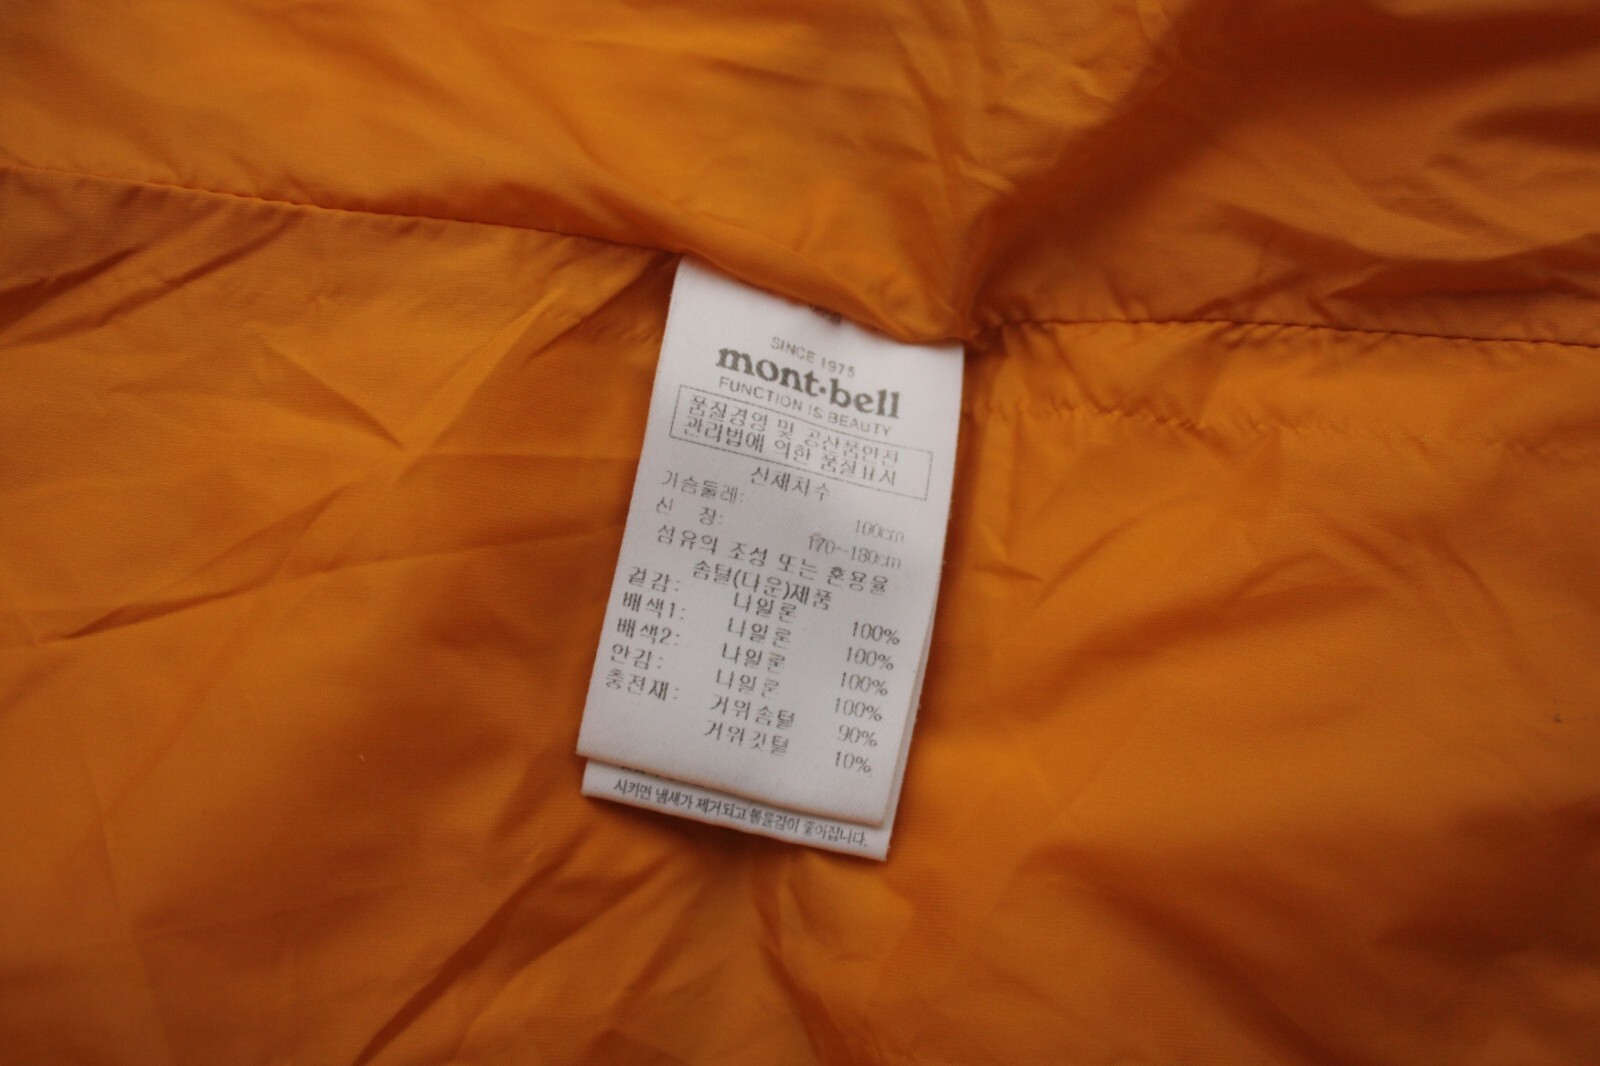 SINCE 1975
mont·bell
FUNCTION IS BEAUTY
품질경영 및 공산품안전
관리법에 의한 품질표시
신체치수
가슴둘레: 100cm
신 장: 170~180cm
섬유의 조성 또는 혼용율
솜털(다운)제품
겉감: 나일론 100%
배색1: 나일론 100%
배색2: 나일론 100%
안감: 나일론 100%
충전재: 거위솜털 90%
거위깃털 10%
시키면 냄새가 제거되고 볼륨감이 좋아집니다.